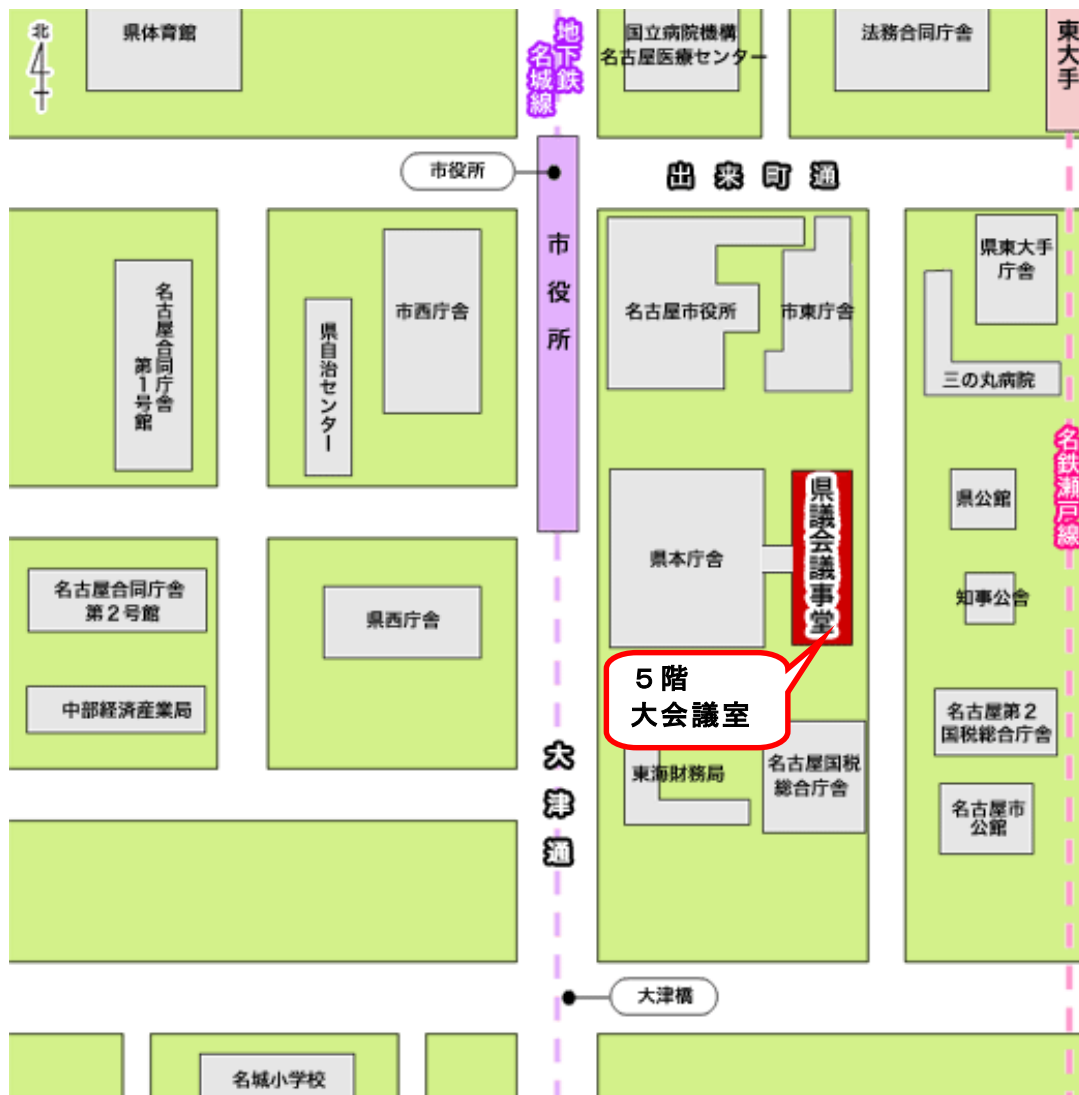 北
県体育館
地下鉄
名城線
国立病院機構
名古屋医療センター
法務合同庁舎
東大手
市役所
出来町通
市役所
名古屋合同庁舎
第1号館
県自治センター
市西庁舎
名古屋市役所
市東庁舎
県東大手
庁舎
三の丸病院
名鉄瀬戸線
県本庁舎
県議会議事堂
県公館
知事公舎
名古屋合同庁舎
第2号館
県西庁舎
中部経済産業局
5階
大会議室
大津通
東海財務局
名古屋国税
総合庁舎
名古屋第2
国税総合庁舎
名古屋市
公館
大津橋
名城小学校